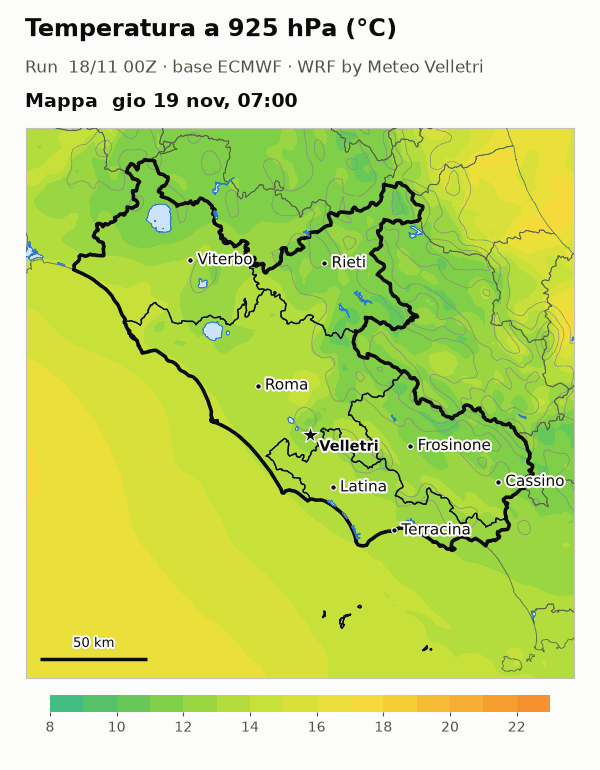 Temperatura a 925 hPa (°C)
Run  18/11 00Z · base ECMWF · WRF by Meteo Velletri
Mappa  gio 19 nov, 07:00
Viterbo
Rieti
Roma
Velletri
Frosinone
Latina
Cassino
Terracina
50 km
8 10 12 14 16 18 20 22